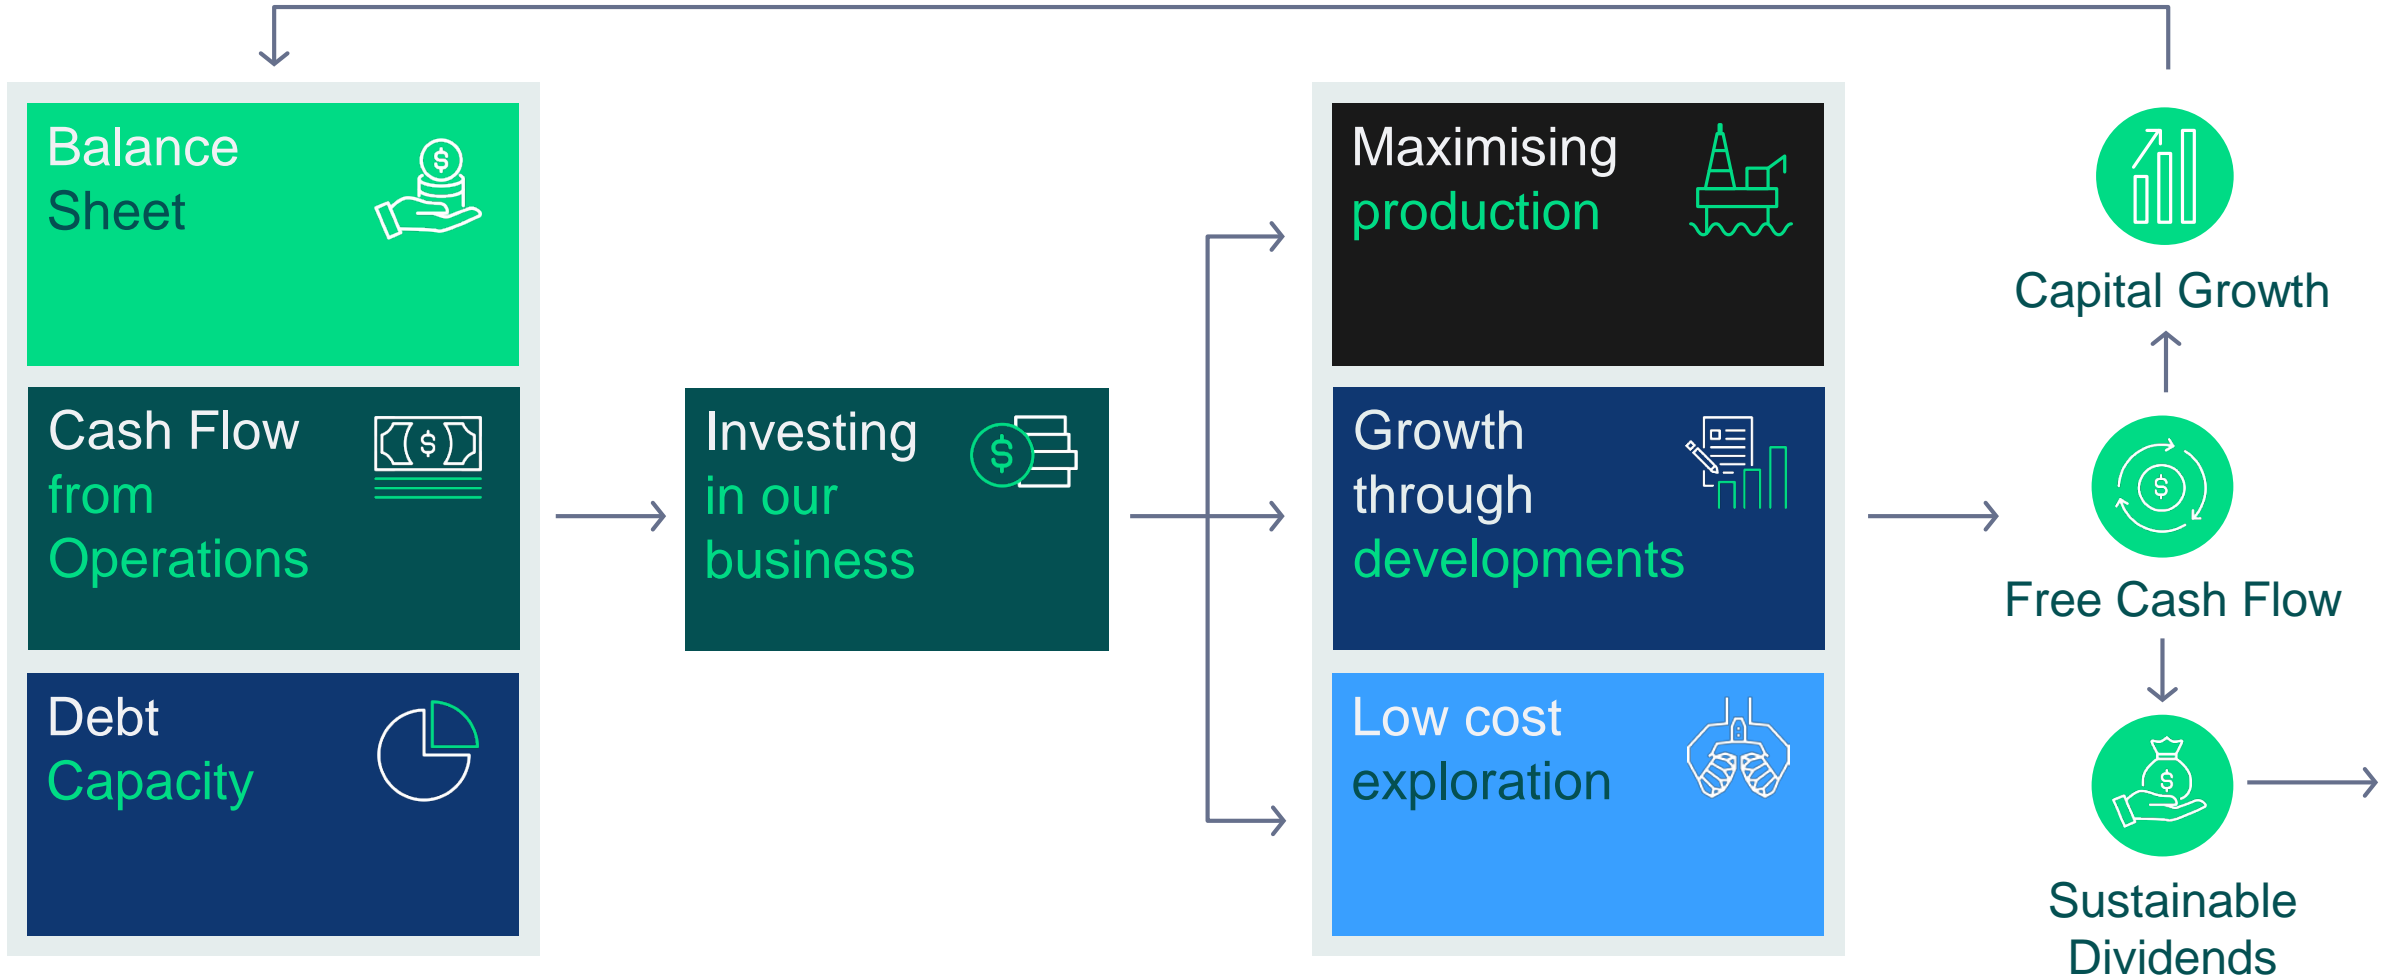 Balance
Sheet
Cash Flow
from
Operations
Debt
Capacity
Investing
in our
business
Maximising
production
Growth
through
developments
Low cost
exploration
Capital Growth
Free Cash Flow
Sustainable
Dividends